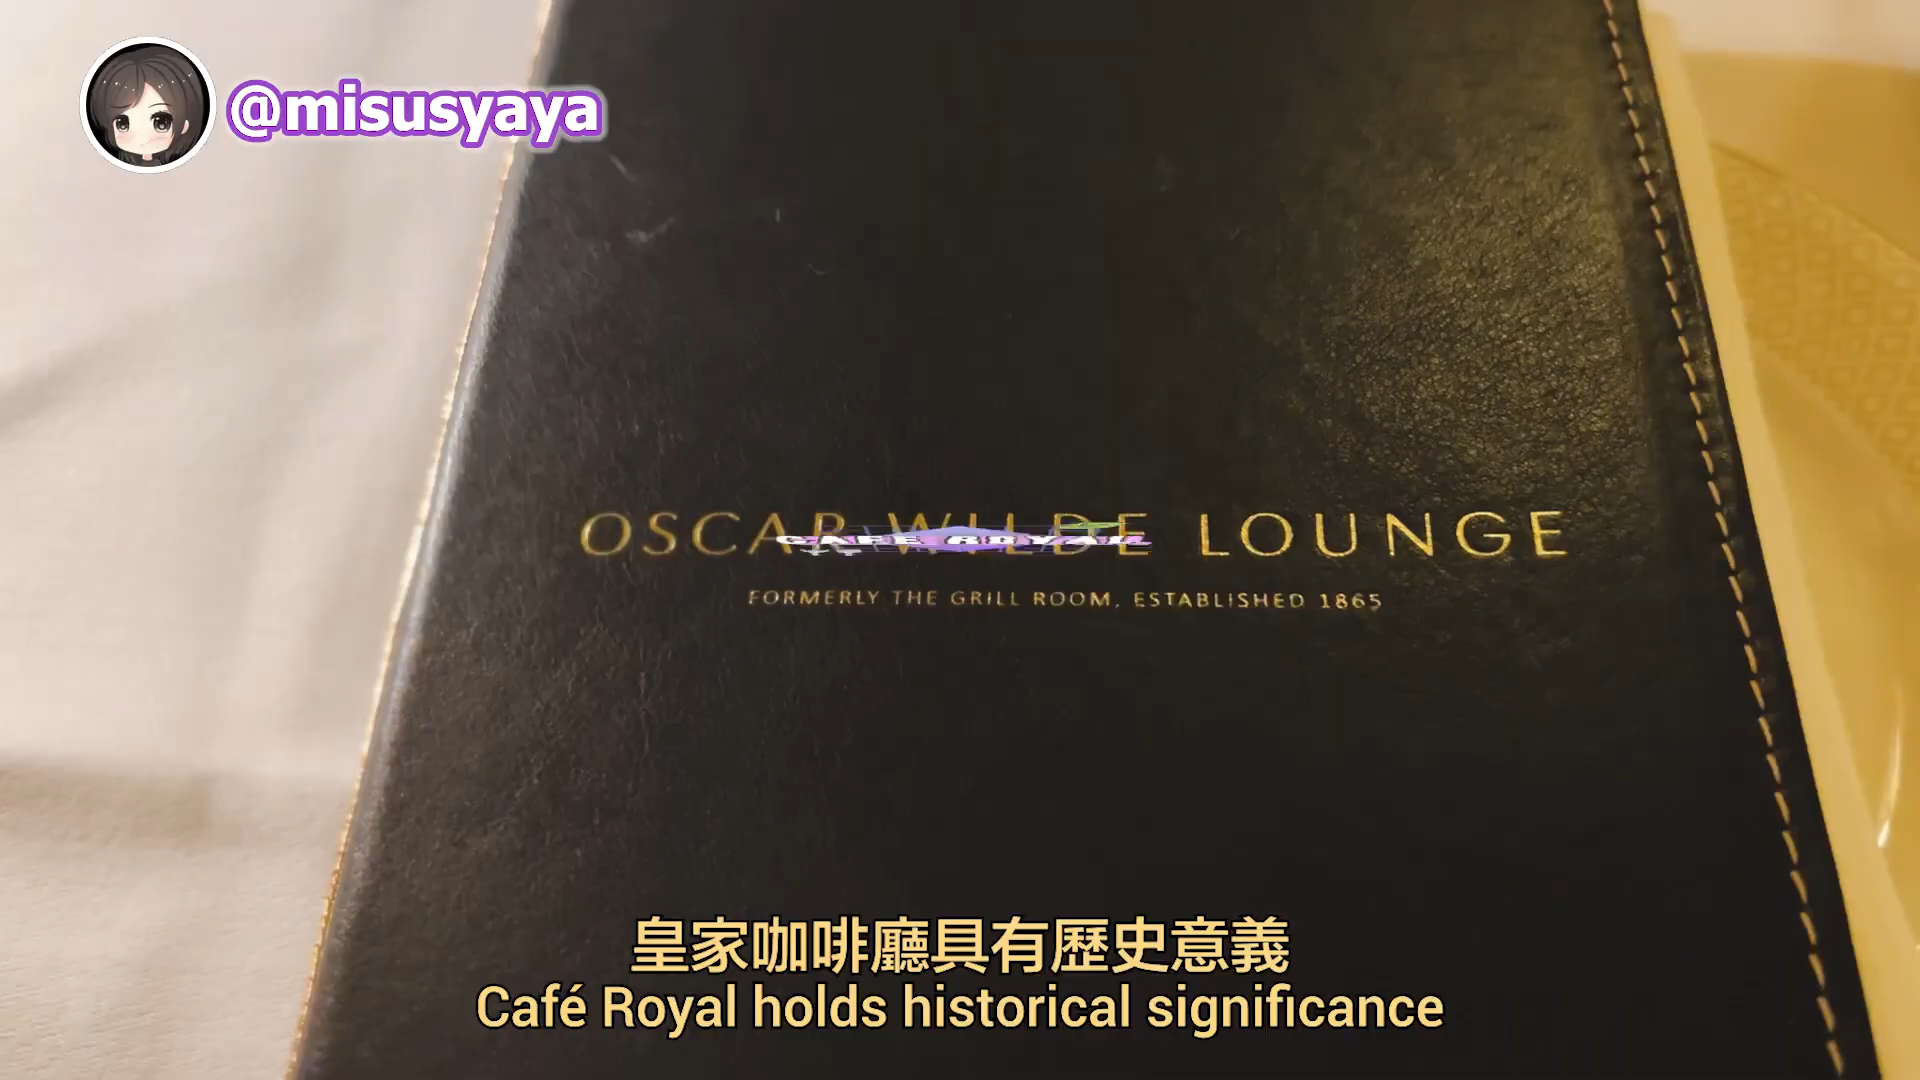 @misusyaya
OSCAR WILDE LOUNGE
CAFE ROYAL
FORMERLY THE GRILL ROOM, ESTABLISHED 1865
皇家咖啡廳具有歷史意義
Café Royal holds historical significance